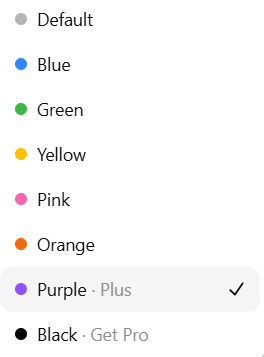 Default
Blue
Green
Yellow
Pink
Orange
Purple · Plus
Black · Get Pro